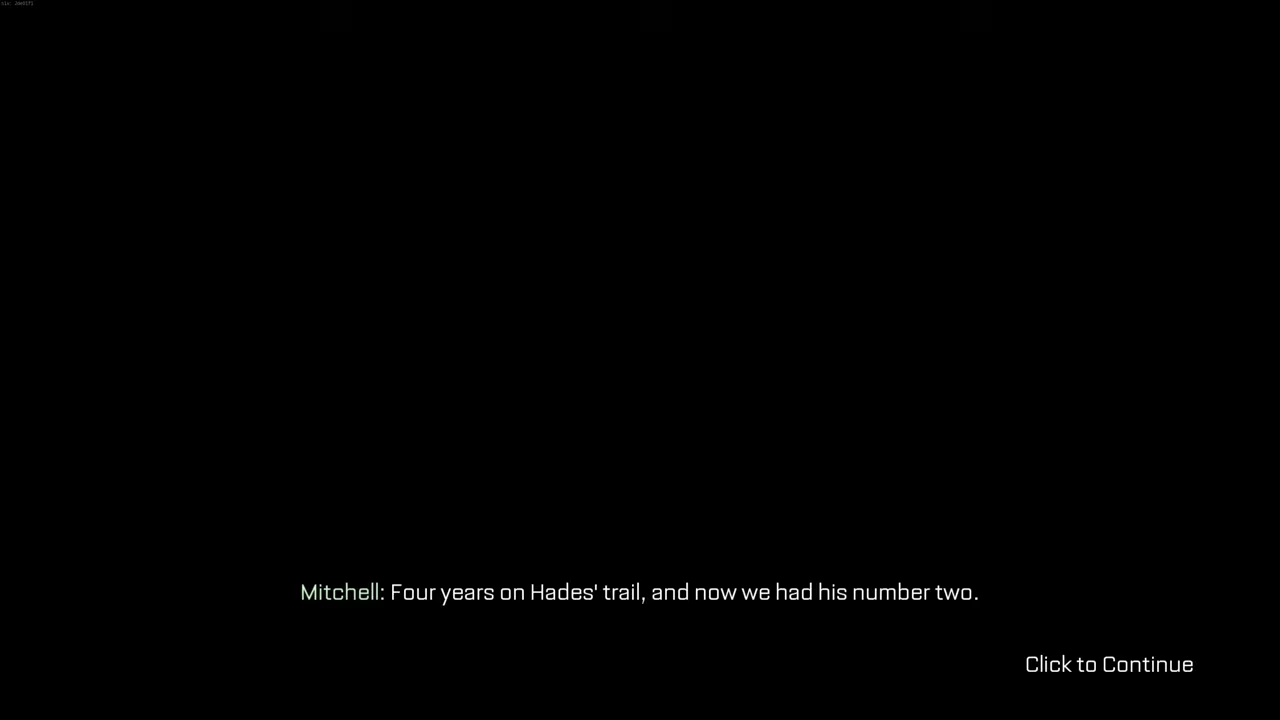 Mitchell: Four years on Hades' trail, and now we had his number two.
Click to Continue